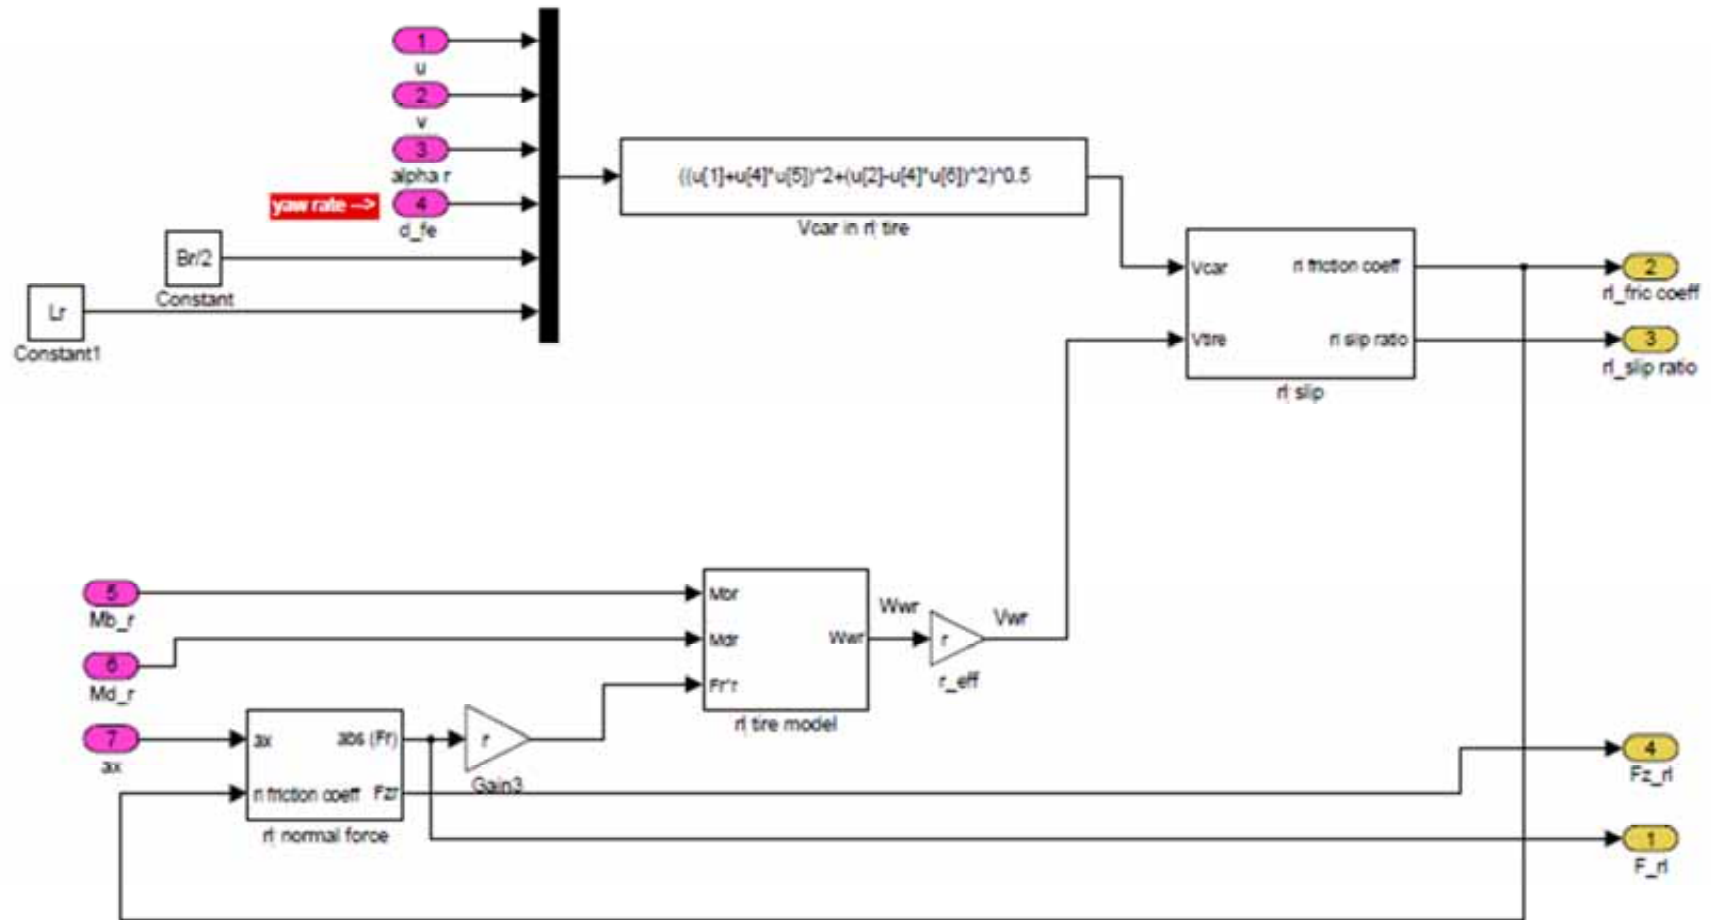 1
u
2
v
3
alpha r
yaw rate -->
4
d_fe
Br/2
Constant
Lr
Constant1
((u[1]+u[4]*u[5])^2+(u[2]-u[4]*u[6])^2)^0.5
Vcar in rl tire
Vcar
rl friction coeff
Vtire
rl slip ratio
rl slip
2
rl_fric coeff
3
rl_slip ratio
5
Mb_r
6
Md_r
7
ax
ax
abs (Fr)
rl friction coeff
Fzr
rl normal force
r
Gain3
Mbr
Mdr
Wwr
Fr*r
rl tire model
Wwr
r
r_eff
Vwr
4
Fz_rl
1
F_rl